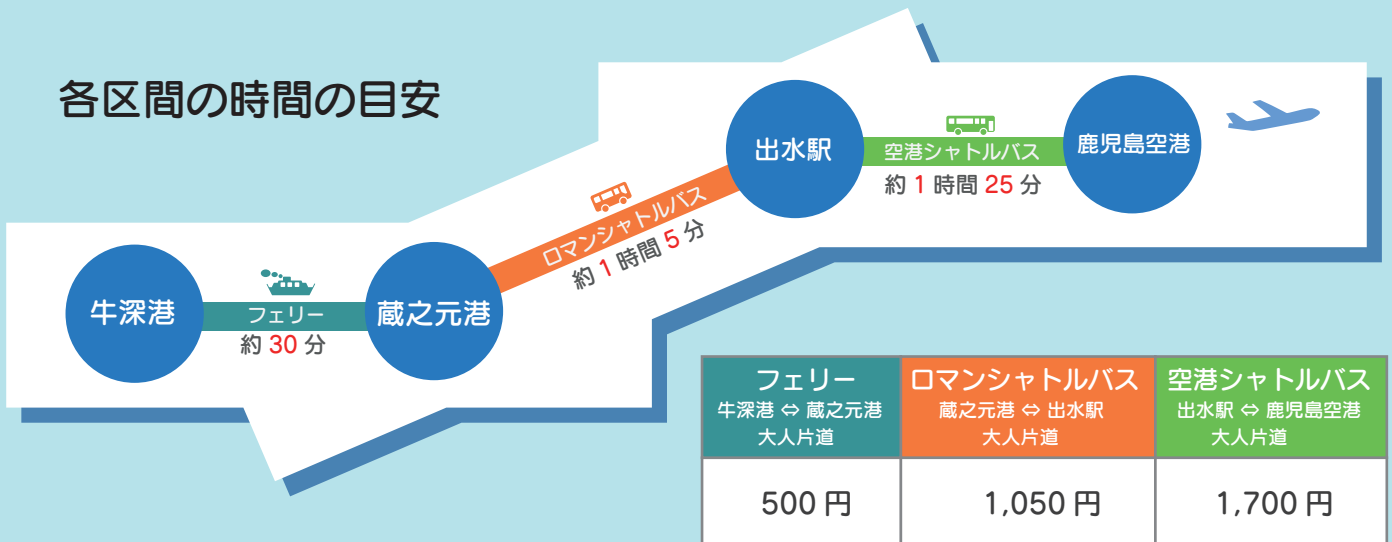 各区間の時間の目安
牛深港
フェリー
約 30 分
蔵之元港
ロマンシャトルバス
約 1 時間 5 分
出水駅
空港シャトルバス
約 1 時間 25 分
鹿児島空港
フェリー
牛深港 ⇔ 蔵之元港
大人片道
ロマンシャトルバス
蔵之元港 ⇔ 出水駅
大人片道
空港シャトルバス
出水駅 ⇔ 鹿児島空港
大人片道
500 円
1,050 円
1,700 円